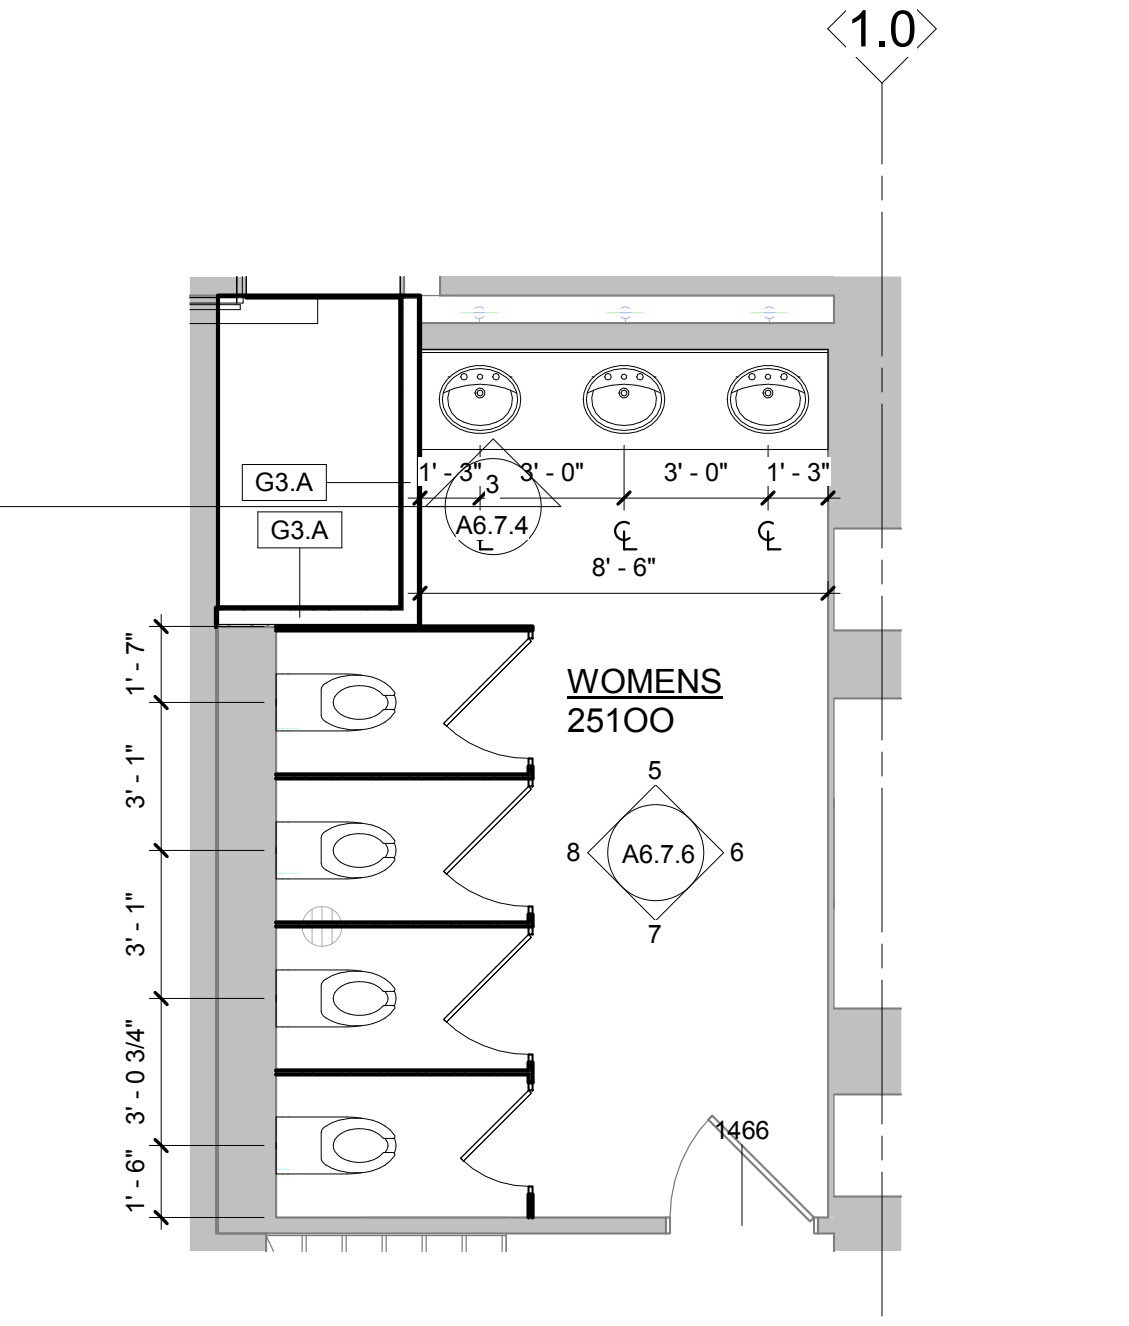 1.0
1' - 3"
3' - 0"
3' - 0"
1' - 3"
3
A6.7.4
G3.A
G3.A
8' - 6"
1' - 7"
3' - 1"
3' - 1"
3' - 0 3/4"
1' - 6"
WOMENS
251OO
5
8
A6.7.6
6
7
1466